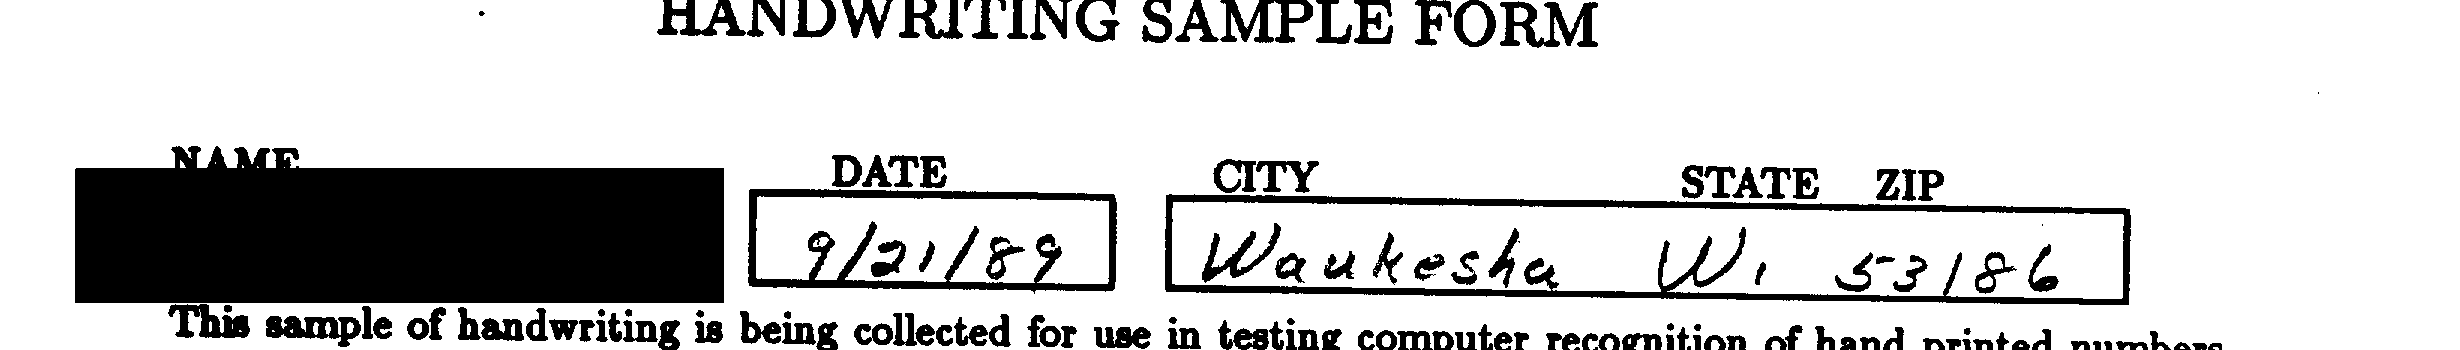 HANDWRITING SAMPLE FORM
NAME DATE CITY STATE ZIP
9/21/89 Waukesha Wi 53186
This sample of handwriting is being collected for use in testing computer recognition of hand printed numbers